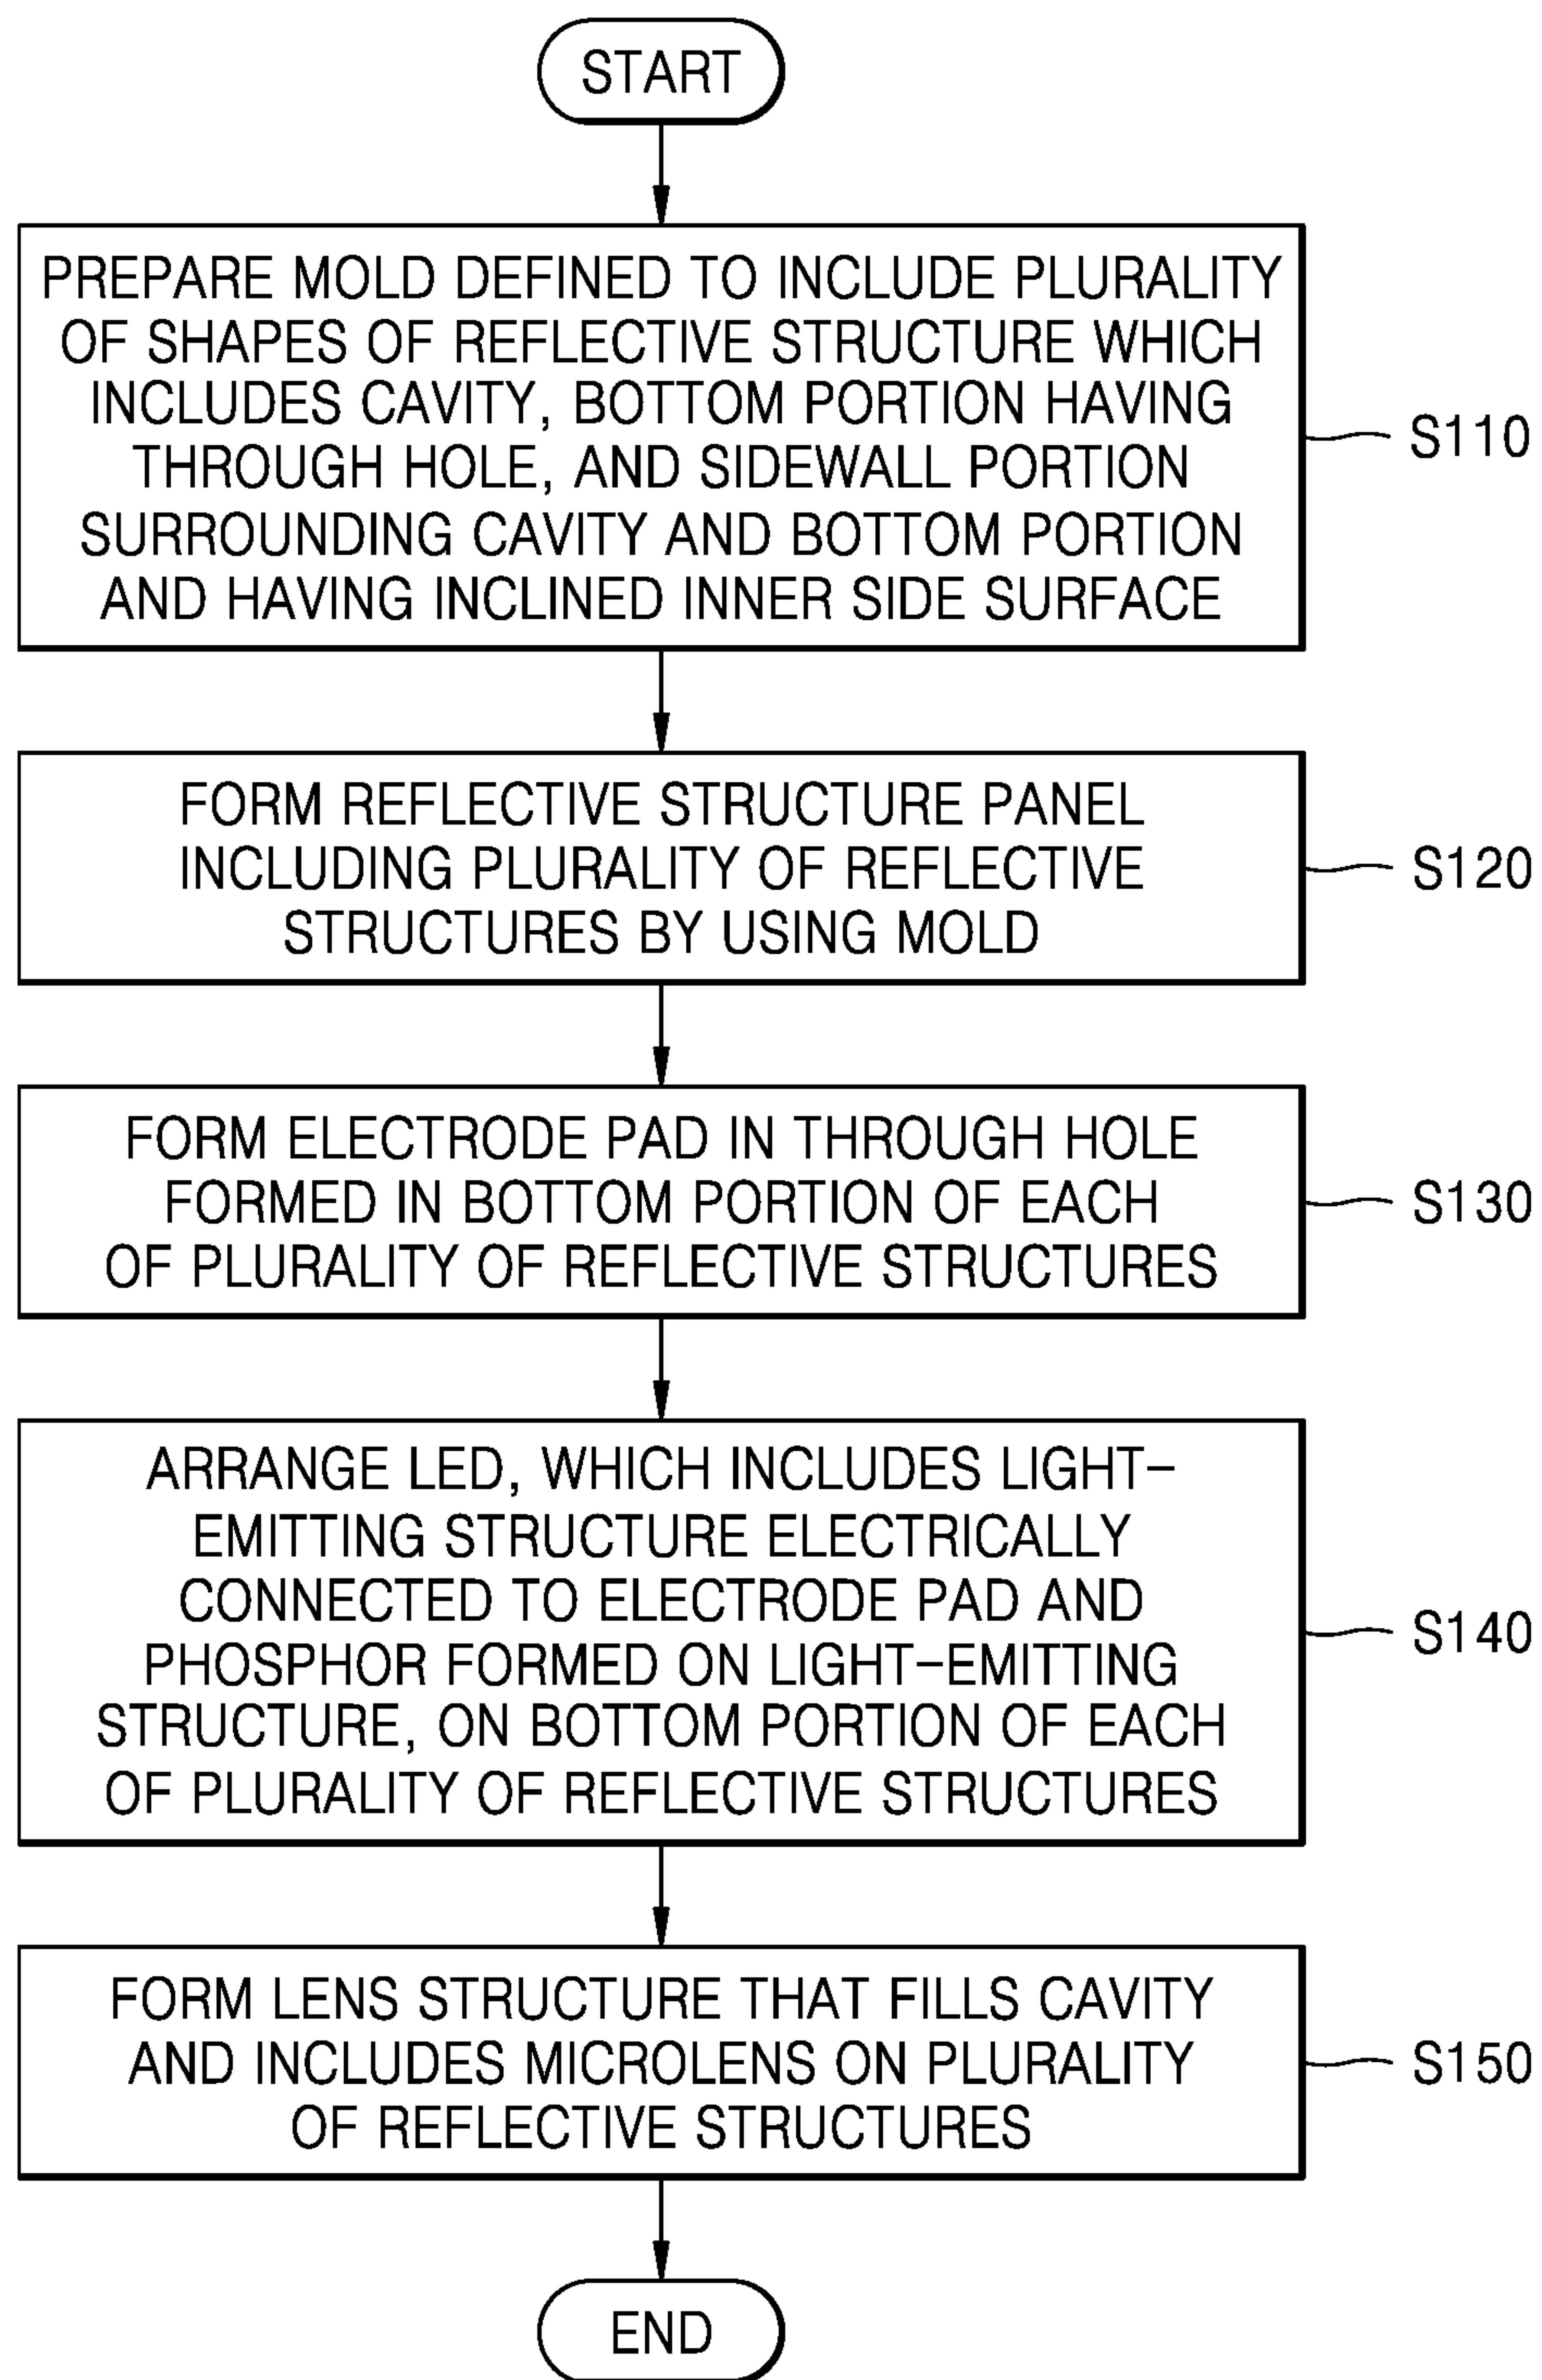 START
PREPARE MOLD DEFINED TO INCLUDE PLURALITY
OF SHAPES OF REFLECTIVE STRUCTURE WHICH
INCLUDES CAVITY, BOTTOM PORTION HAVING
THROUGH HOLE, AND SIDEWALL PORTION
SURROUNDING CAVITY AND BOTTOM PORTION
AND HAVING INCLINED INNER SIDE SURFACE
S110
FORM REFLECTIVE STRUCTURE PANEL
INCLUDING PLURALITY OF REFLECTIVE
STRUCTURES BY USING MOLD
S120
FORM ELECTRODE PAD IN THROUGH HOLE
FORMED IN BOTTOM PORTION OF EACH
OF PLURALITY OF REFLECTIVE STRUCTURES
S130
ARRANGE LED, WHICH INCLUDES LIGHT-
EMITTING STRUCTURE ELECTRICALLY
CONNECTED TO ELECTRODE PAD AND
PHOSPHOR FORMED ON LIGHT-EMITTING
STRUCTURE, ON BOTTOM PORTION OF EACH
OF PLURALITY OF REFLECTIVE STRUCTURES
S140
FORM LENS STRUCTURE THAT FILLS CAVITY
AND INCLUDES MICROLENS ON PLURALITY
OF REFLECTIVE STRUCTURES
S150
END